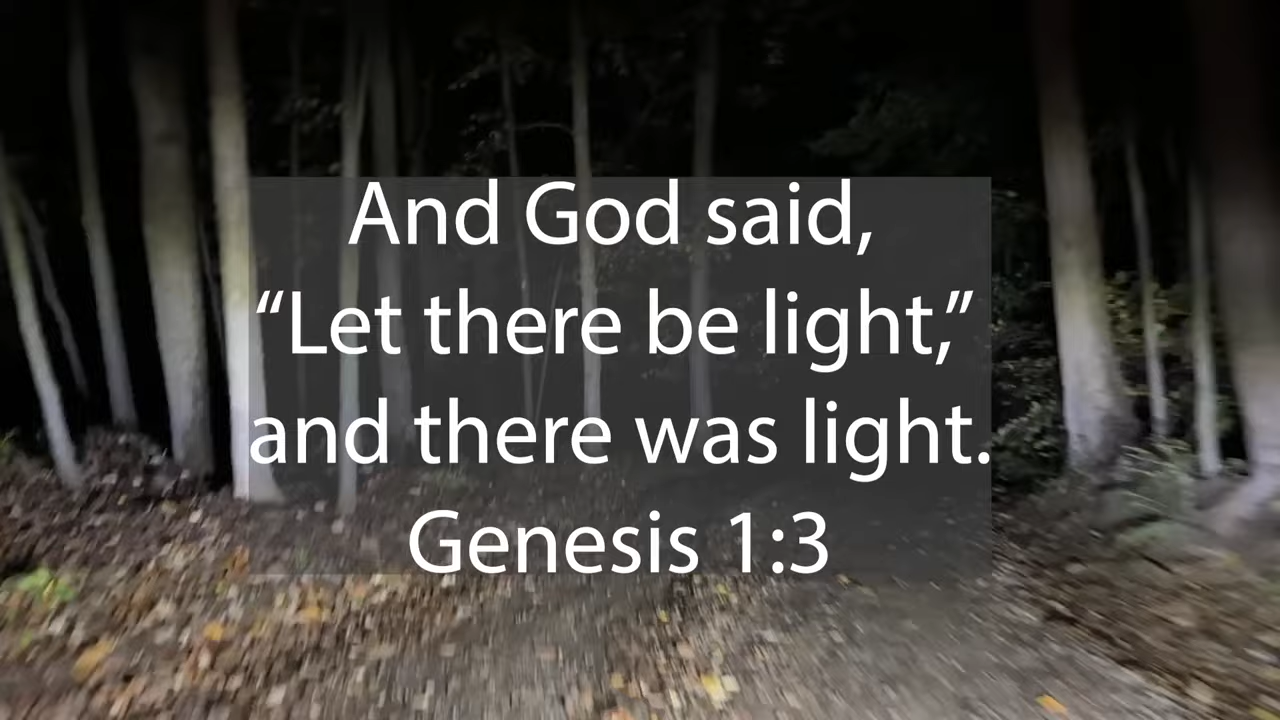 And God said,
“Let there be light,”
and there was light.
Genesis 1:3